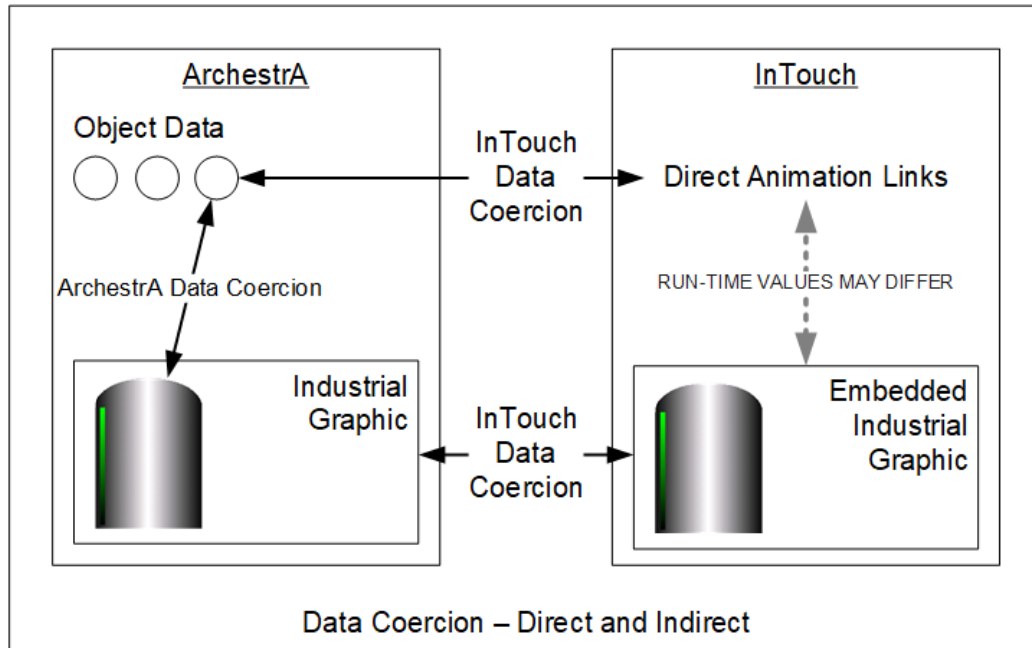 ArchestrA
Object Data
ArchestrA Data Coercion
Industrial
Graphic
InTouch
Data
Coercion
InTouch
Data
Coercion
InTouch
Direct Animation Links
RUN-TIME VALUES MAY DIFFER
Embedded
Industrial
Graphic
Data Coercion – Direct and Indirect